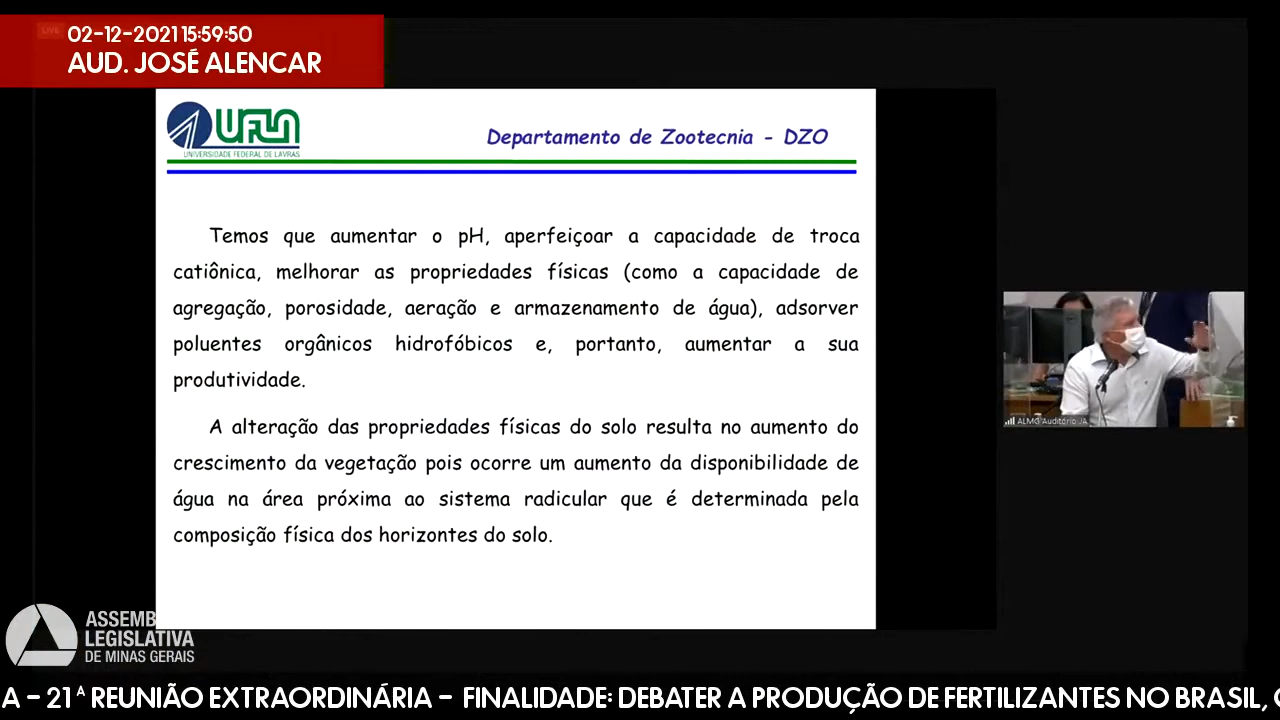 LIVE
02-12-2021 15:59:50
AUD. JOSÉ ALENCAR
UFLA
UNIVERSIDADE FEDERAL DE LAVRAS
Departamento de Zootecnia - DZO
Temos que aumentar o pH, aperfeiçoar a capacidade de troca
catiônica, melhorar as propriedades físicas (como a capacidade de
agregação, porosidade, aeração e armazenamento de água), adsorver
poluentes orgânicos hidrofóbicos e, portanto, aumentar a sua
produtividade.
A alteração das propriedades físicas do solo resulta no aumento do
crescimento da vegetação pois ocorre um aumento da disponibilidade de
água na área próxima ao sistema radicular que é determinada pela
composição física dos horizontes do solo.
ALMG Auditório JA
ASSEMB
LEGISLATIVA
DE MINAS GERAIS
A - 21ª REUNIÃO EXTRAORDINÁRIA - FINALIDADE: DEBATER A PRODUÇÃO DE FERTILIZANTES NO BRASIL,